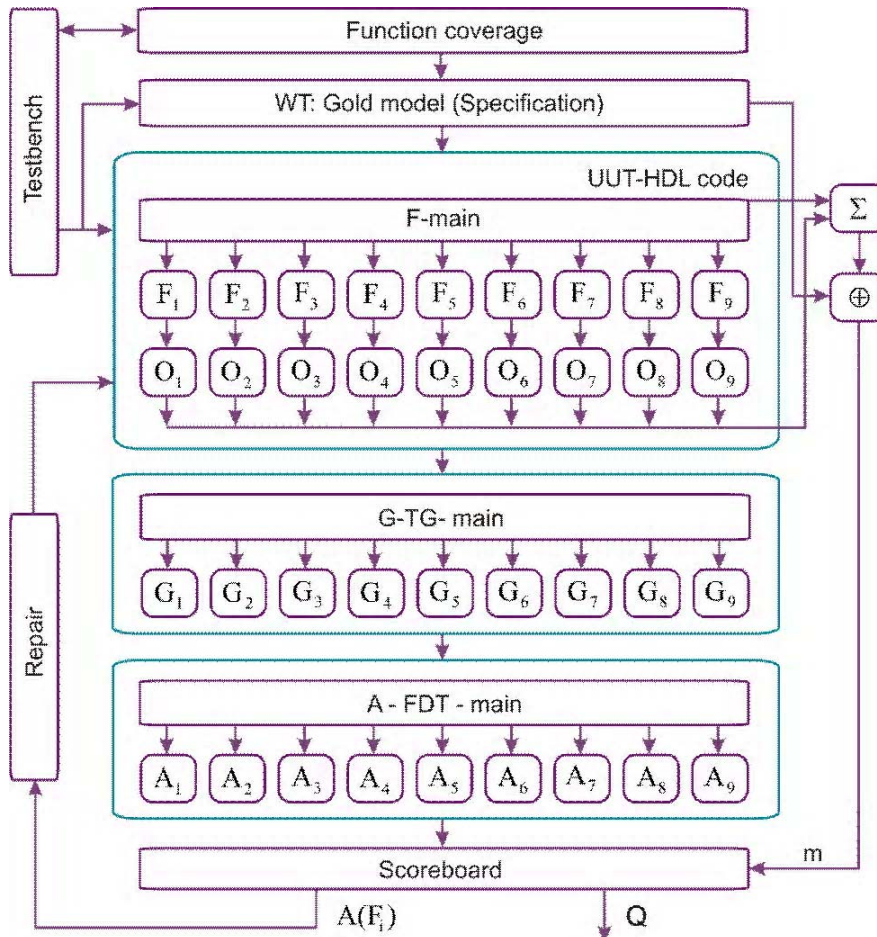 Function coverage
WT: Gold model (Specification)
Testbench
UUT-HDL code
F-main
Σ
F₁ F₂ F₃ F₄ F₅ F₆ F₇ F₈ F₉
⊕
O₁ O₂ O₃ O₄ O₅ O₆ O₇ O₈ O₉
G-TG- main
G₁ G₂ G₃ G₄ G₅ G₆ G₇ G₈ G₉
Repair
A - FDT - main
A₁ A₂ A₃ A₄ A₅ A₆ A₇ A₈ A₉
Scoreboard
m
A(Fᵢ)
Q